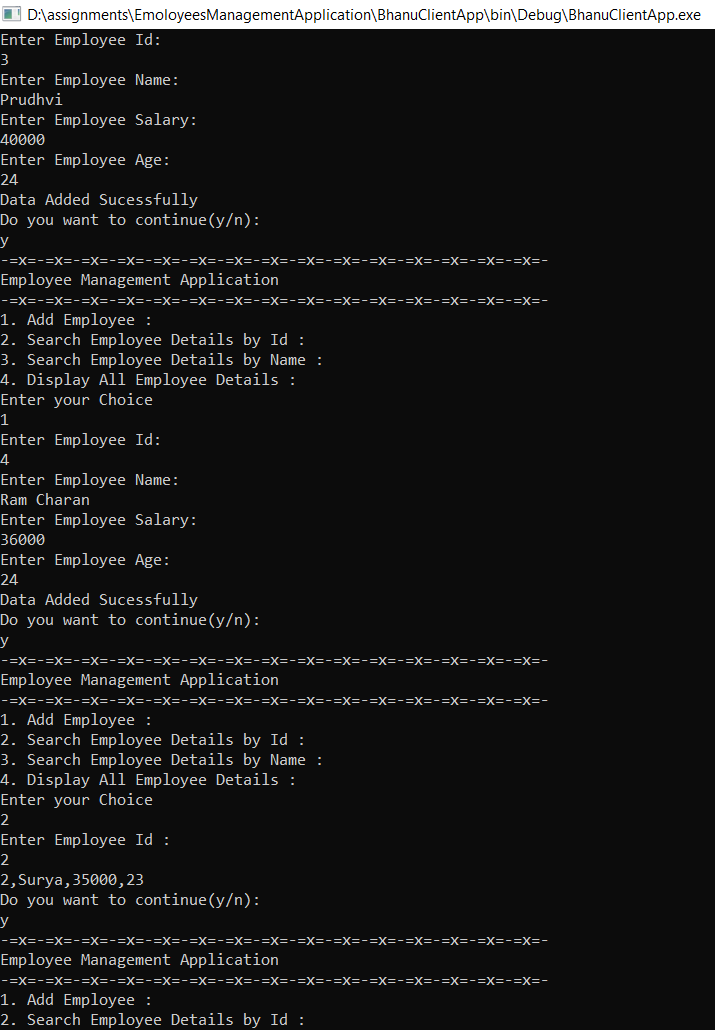 D:\assignments\EmoloyeesManagementApplication\BhanuClientApp\bin\Debug\BhanuClientApp.exe
Enter Employee Id:
3
Enter Employee Name:
Prudhvi
Enter Employee Salary:
40000
Enter Employee Age:
24
Data Added Sucessfully
Do you want to continue(y/n):
y
-=x=--=x=--=x=--=x=--=x=--=x=--=x=--=x=--=x=--=x=--=x=--=x=--=x=--=x=--=x=-
Employee Management Application
-=x=--=x=--=x=--=x=--=x=--=x=--=x=--=x=--=x=--=x=--=x=--=x=--=x=--=x=--=x=-
1. Add Employee :
2. Search Employee Details by Id :
3. Search Employee Details by Name :
4. Display All Employee Details :
Enter your Choice
1
Enter Employee Id:
4
Enter Employee Name:
Ram Charan
Enter Employee Salary:
36000
Enter Employee Age:
24
Data Added Sucessfully
Do you want to continue(y/n):
y
-=x=--=x=--=x=--=x=--=x=--=x=--=x=--=x=--=x=--=x=--=x=--=x=--=x=--=x=--=x=-
Employee Management Application
-=x=--=x=--=x=--=x=--=x=--=x=--=x=--=x=--=x=--=x=--=x=--=x=--=x=--=x=--=x=-
1. Add Employee :
2. Search Employee Details by Id :
3. Search Employee Details by Name :
4. Display All Employee Details :
Enter your Choice
2
Enter Employee Id :
2
2,Surya,35000,23
Do you want to continue(y/n):
y
-=x=--=x=--=x=--=x=--=x=--=x=--=x=--=x=--=x=--=x=--=x=--=x=--=x=--=x=--=x=-
Employee Management Application
-=x=--=x=--=x=--=x=--=x=--=x=--=x=--=x=--=x=--=x=--=x=--=x=--=x=--=x=--=x=-
1. Add Employee :
2. Search Employee Details by Id :